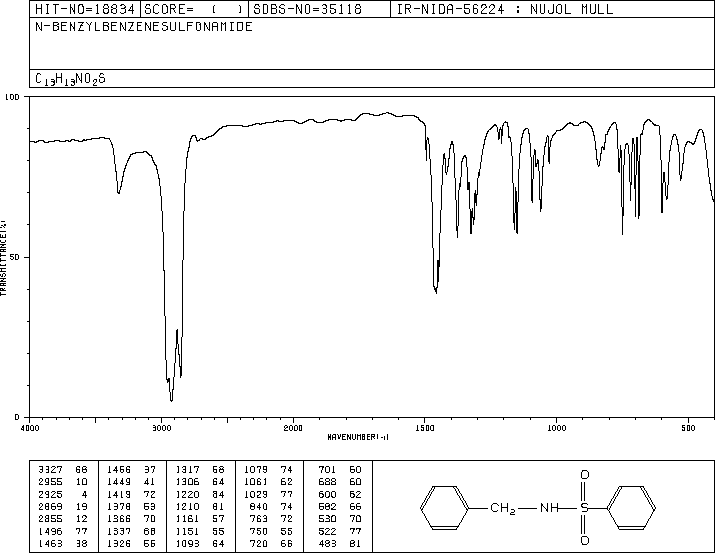 HIT-NO=18834 SCORE= ( ) SDBS-NO=35118 IR-NIDA-56224 : NUJOL MULL
N-BENZYLBENZENESULFONAMIDE
C13H13NO2S
100
50
0
TRANSMITTANCE(%)
4000 3000 2000 1500 1000 500
WAVENUMBER(-1)
3327 68 1456 37 1317 58 1079 74 701 60
2955 10 1449 41 1306 64 1061 62 688 60
2925 4 1419 72 1220 84 1029 77 600 62
2869 19 1378 53 1210 81 840 74 582 66
2855 12 1366 70 1161 57 763 72 530 70
1496 77 1337 68 1151 55 750 55 522 77
1463 38 1326 55 1093 64 720 66 483 81
O
CH2 NH S
O